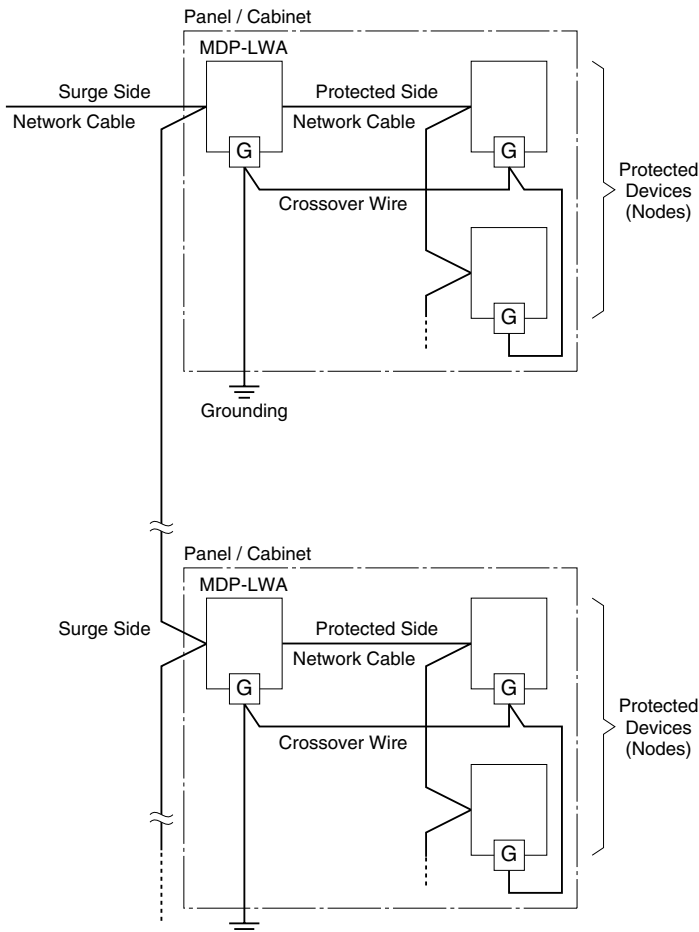 Panel / Cabinet
MDP-LWA
Surge Side
Network Cable
Protected Side
Network Cable
G
G
Crossover Wire
Protected
Devices
(Nodes)
G
Grounding
Panel / Cabinet
MDP-LWA
Surge Side
Protected Side
Network Cable
G
G
Crossover Wire
Protected
Devices
(Nodes)
G